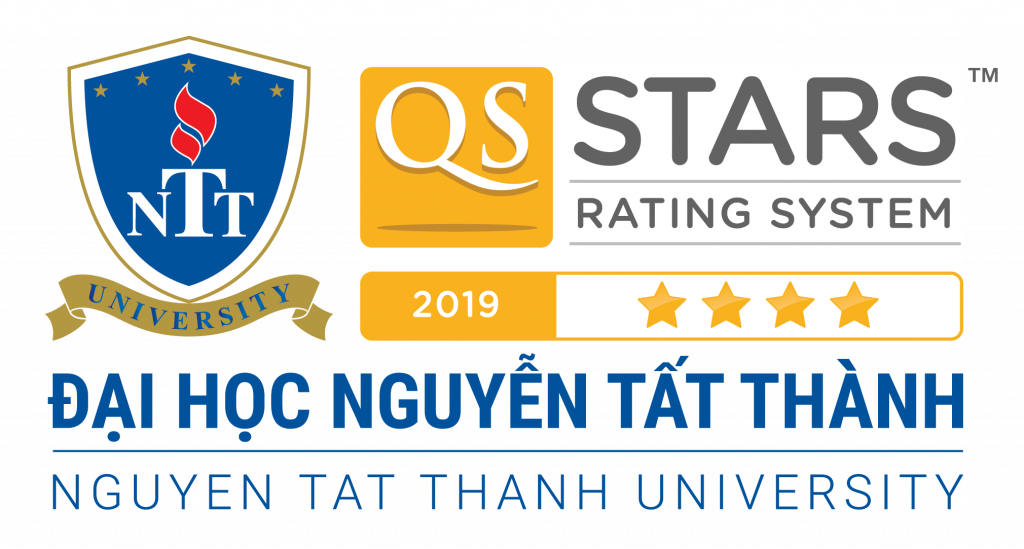 NTT
UNIVERSITY
QS
STARS™
RATING SYSTEM
2019
ĐẠI HỌC NGUYỄN TẤT THÀNH
NGUYEN TAT THANH UNIVERSITY